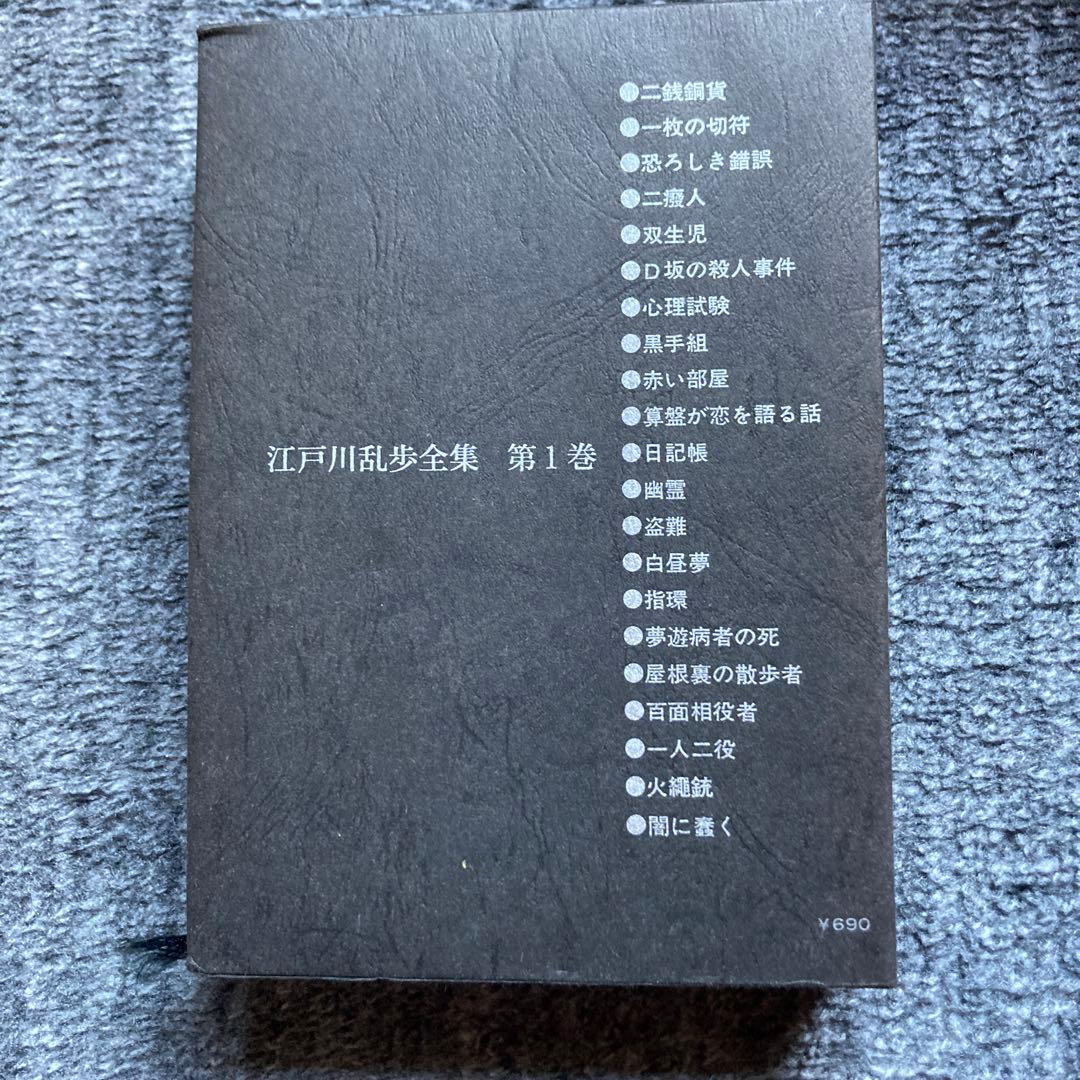 江戸川乱歩全集 第1巻
●二銭銅貨
●一枚の切符
●恐ろしき錯誤
●二癈人
●双生児
●D坂の殺人事件
●心理試験
●黒手組
●赤い部屋
●算盤が恋を語る話
●日記帳
●幽霊
●盗難
●白昼夢
●指環
●夢遊病者の死
●屋根裏の散歩者
●百面相役者
●一人二役
●火繩銃
●闇に蠢く
¥690